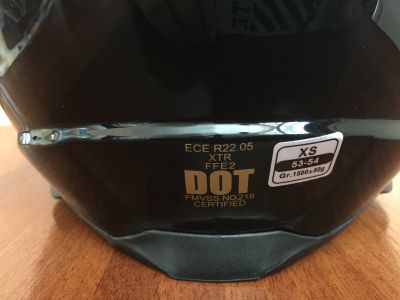 ECE R22.05
XTR
FFE2
DOT
FMVSS NO.218
CERTIFIED
XS
53-54
Gr.1500±50g